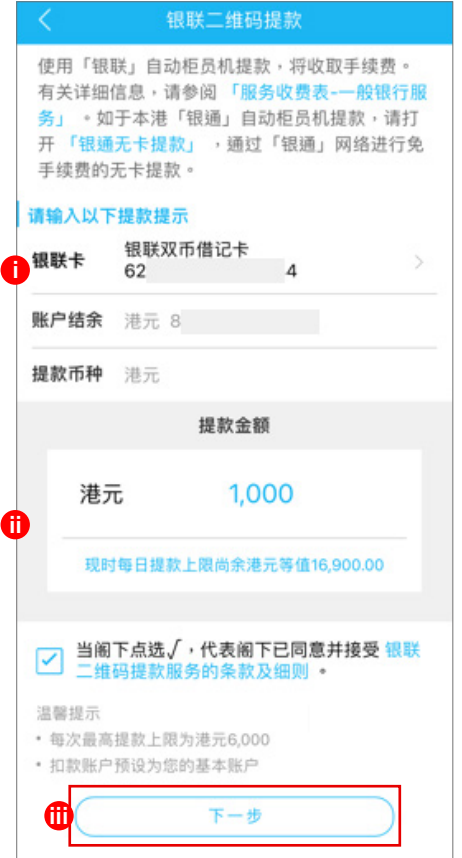 银联二维码提款
使用「银联」自动柜员机提款，将收取手续费。
有关详细信息，请参阅「服务收费表-一般银行服
务」。如于本港「银通」自动柜员机提款，请打
开「银通无卡提款」，通过「银通」网络进行免
手续费的无卡提款。
请输入以下提款提示
i
银联卡 银联双币借记卡
62 4
账户结余 港元 8
提款币种 港元
提款金额
ii
港元 1,000
现时每日提款上限尚余港元等值16,900.00
当阁下点选√，代表阁下已同意并接受 银联
二维码提款服务的条款及细则 。
温馨提示
• 每次最高提款上限为港元6,000
• 扣款账户预设为您的基本账户
iii 下一步